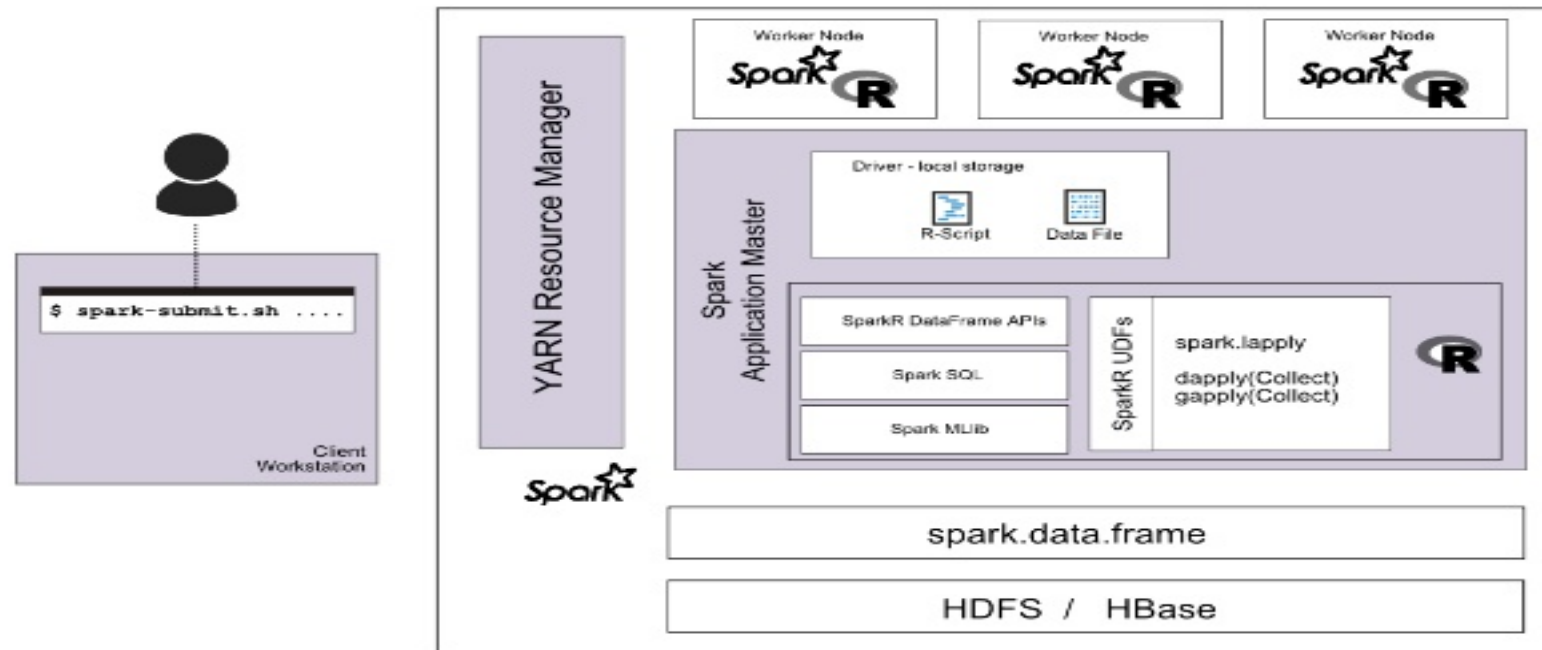 $ spark-submit.sh ....
Client
Workstation
YARN Resource Manager
Spark
Worker Node
Spark R
Worker Node
Spark R
Worker Node
Spark R
Spark
Application Master
Driver - local storage
R-Script
Data File
SparkR DataFrame APIs
Spark SQL
Spark MLlib
SparkR UDFs
spark.lapply
dapply(Collect)
gapply(Collect)
R
spark.data.frame
HDFS / HBase